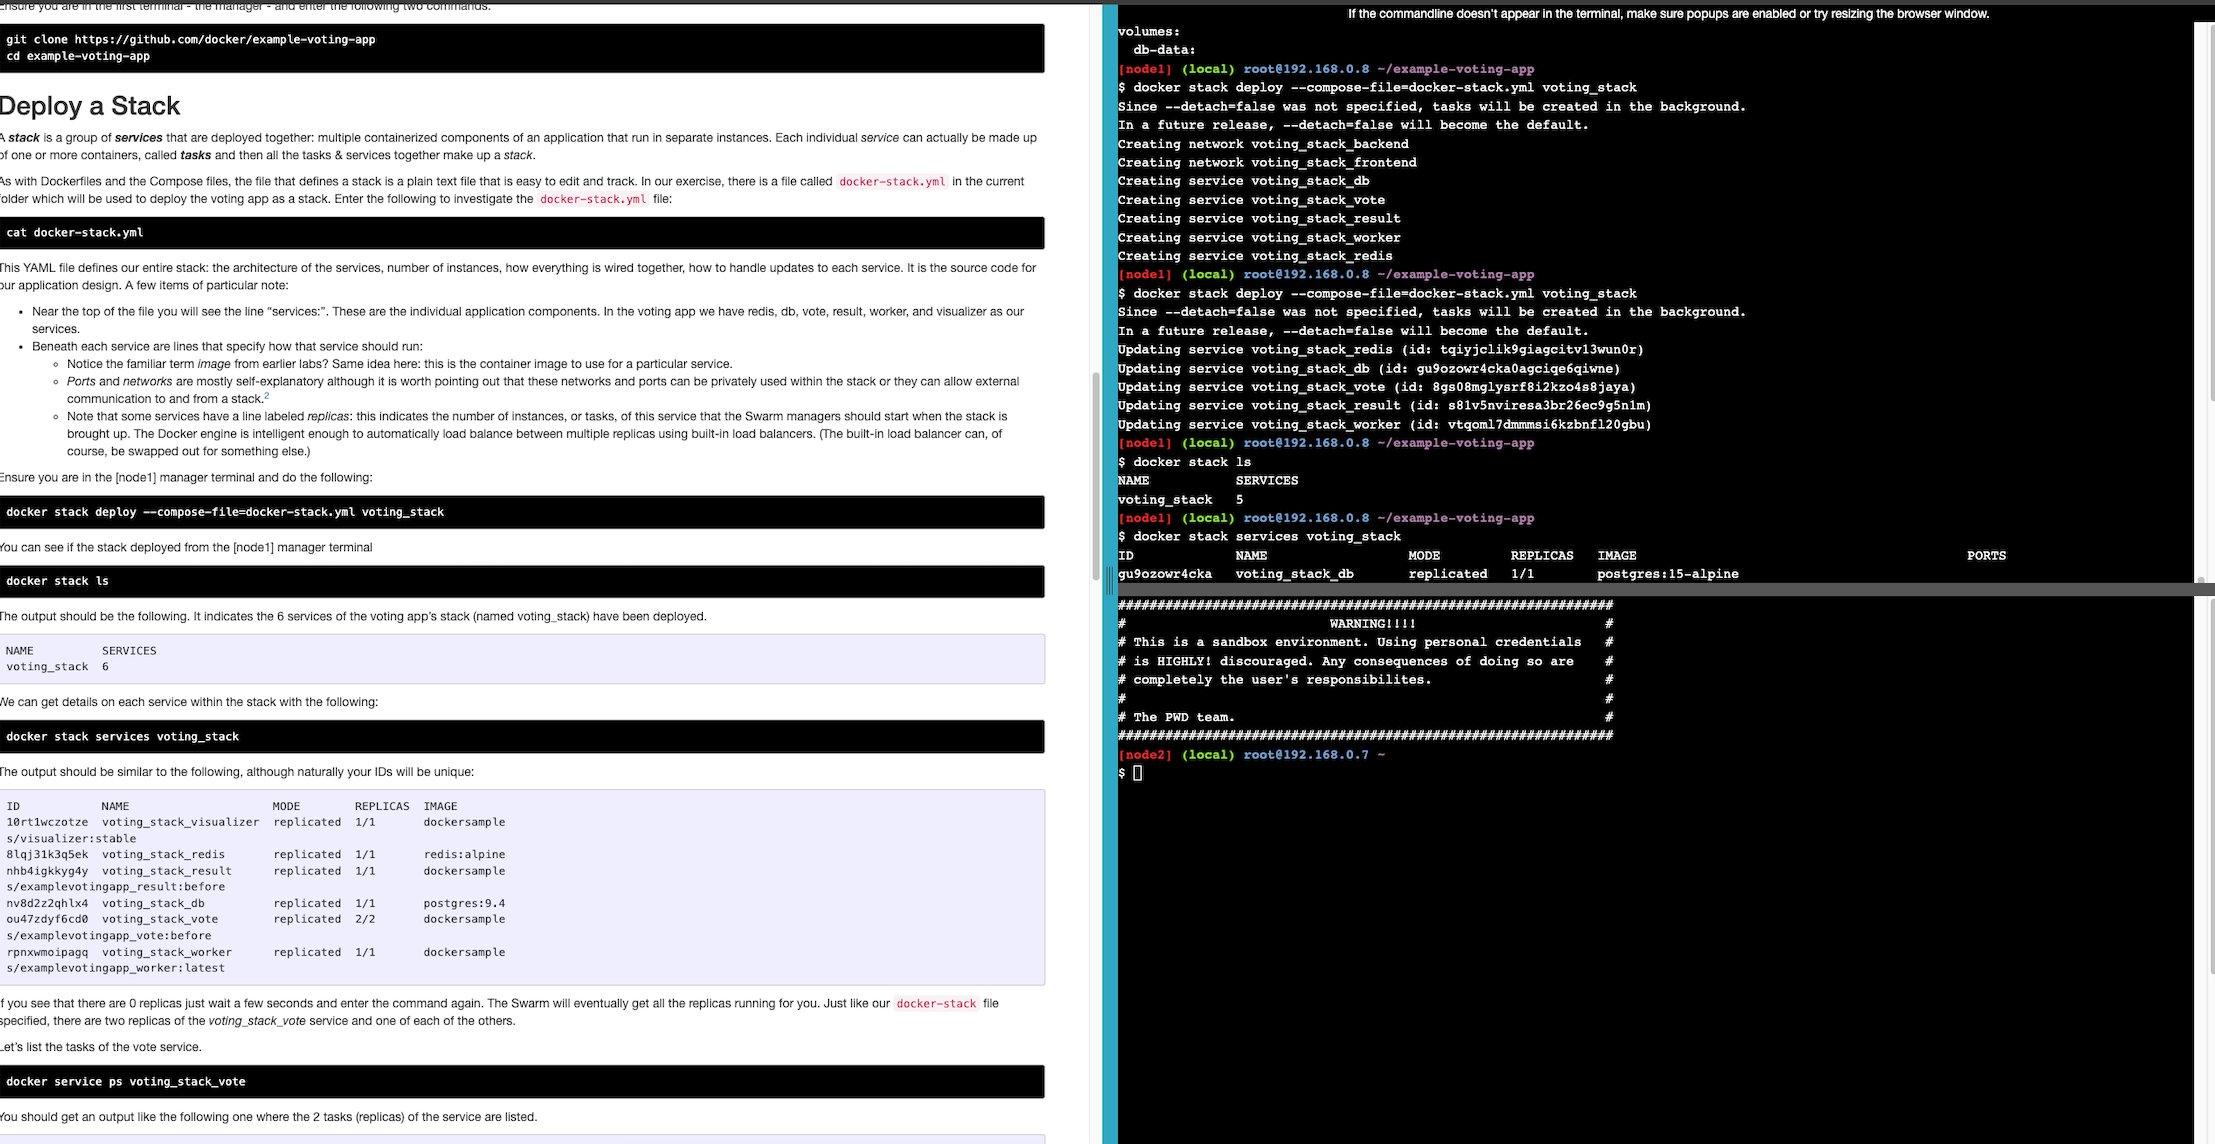 Ensure you are in the first terminal - the manager - and enter the following two commands.
git clone https://github.com/docker/example-voting-app
cd example-voting-app
Deploy a Stack
A stack is a group of services that are deployed together: multiple containerized components of an application that run in separate instances. Each individual service can actually be made up
of one or more containers, called tasks and then all the tasks & services together make up a stack.
As with Dockerfiles and the Compose files, the file that defines a stack is a plain text file that is easy to edit and track. In our exercise, there is a file called docker-stack.yml in the current
folder which will be used to deploy the voting app as a stack. Enter the following to investigate the docker-stack.yml file:
cat docker-stack.yml
This YAML file defines our entire stack: the architecture of the services, number of instances, how everything is wired together, how to handle updates to each service. It is the source code for
our application design. A few items of particular note:
• Near the top of the file you will see the line “services:”. These are the individual application components. In the voting app we have redis, db, vote, result, worker, and visualizer as our
services.
• Beneath each service are lines that specify how that service should run:
◦ Notice the familiar term image from earlier labs? Same idea here: this is the container image to use for a particular service.
◦ Ports and networks are mostly self-explanatory although it is worth pointing out that these networks and ports can be privately used within the stack or they can allow external
communication to and from a stack.2
◦ Note that some services have a line labeled replicas: this indicates the number of instances, or tasks, of this service that the Swarm managers should start when the stack is
brought up. The Docker engine is intelligent enough to automatically load balance between multiple replicas using built-in load balancers. (The built-in load balancer can, of
course, be swapped out for something else.)
Ensure you are in the [node1] manager terminal and do the following:
docker stack deploy --compose-file=docker-stack.yml voting_stack
You can see if the stack deployed from the [node1] manager terminal
docker stack ls
The output should be the following. It indicates the 6 services of the voting app’s stack (named voting_stack) have been deployed.
NAME SERVICES
voting_stack 6
We can get details on each service within the stack with the following:
docker stack services voting_stack
The output should be similar to the following, although naturally your IDs will be unique:
ID NAME MODE REPLICAS IMAGE
10rt1wczotze voting_stack_visualizer replicated 1/1 dockersample
s/visualizer:stable
8lqj31k3q5ek voting_stack_redis replicated 1/1 redis:alpine
nhb4igkkyg4y voting_stack_result replicated 1/1 dockersample
s/examplevotingapp_result:before
nv8d2z2qhlx4 voting_stack_db replicated 1/1 postgres:9.4
ou47zdyf6cd0 voting_stack_vote replicated 2/2 dockersample
s/examplevotingapp_vote:before
rpnxwmoipagq voting_stack_worker replicated 1/1 dockersample
s/examplevotingapp_worker:latest
If you see that there are 0 replicas just wait a few seconds and enter the command again. The Swarm will eventually get all the replicas running for you. Just like our docker-stack file
specified, there are two replicas of the voting_stack_vote service and one of each of the others.
Let’s list the tasks of the vote service.
docker service ps voting_stack_vote
You should get an output like the following one where the 2 tasks (replicas) of the service are listed.
If the commandline doesn't appear in the terminal, make sure popups are enabled or try resizing the browser window.
volumes:
db-data:
[node1] (local) root@192.168.0.8 ~/example-voting-app
$ docker stack deploy --compose-file=docker-stack.yml voting_stack
Since --detach=false was not specified, tasks will be created in the background.
In a future release, --detach=false will become the default.
Creating network voting_stack_backend
Creating network voting_stack_frontend
Creating service voting_stack_db
Creating service voting_stack_vote
Creating service voting_stack_result
Creating service voting_stack_worker
Creating service voting_stack_redis
[node1] (local) root@192.168.0.8 ~/example-voting-app
$ docker stack deploy --compose-file=docker-stack.yml voting_stack
Since --detach=false was not specified, tasks will be created in the background.
In a future release, --detach=false will become the default.
Updating service voting_stack_redis (id: tqiyjclik9giagcitv13wun0r)
Updating service voting_stack_db (id: gu9ozowr4cka0agciqe6qiwne)
Updating service voting_stack_vote (id: 8gs08mglysrf8i2kzo4s8jaya)
Updating service voting_stack_result (id: s81v5nviresa3br26ec9g5n1m)
Updating service voting_stack_worker (id: vtqoml7dmmmsi6kzbnfl20gbu)
[node1] (local) root@192.168.0.8 ~/example-voting-app
$ docker stack ls
NAME SERVICES
voting_stack 5
[node1] (local) root@192.168.0.8 ~/example-voting-app
$ docker stack services voting_stack
ID NAME MODE REPLICAS IMAGE PORTS
gu9ozowr4cka voting_stack_db replicated 1/1 postgres:15-alpine
###############################################################
# WARNING!!!! #
# This is a sandbox environment. Using personal credentials #
# is HIGHLY! discouraged. Any consequences of doing so are #
# completely the user's responsibilites. #
# #
# The PWD team. #
###############################################################
[node2] (local) root@192.168.0.7 ~
$